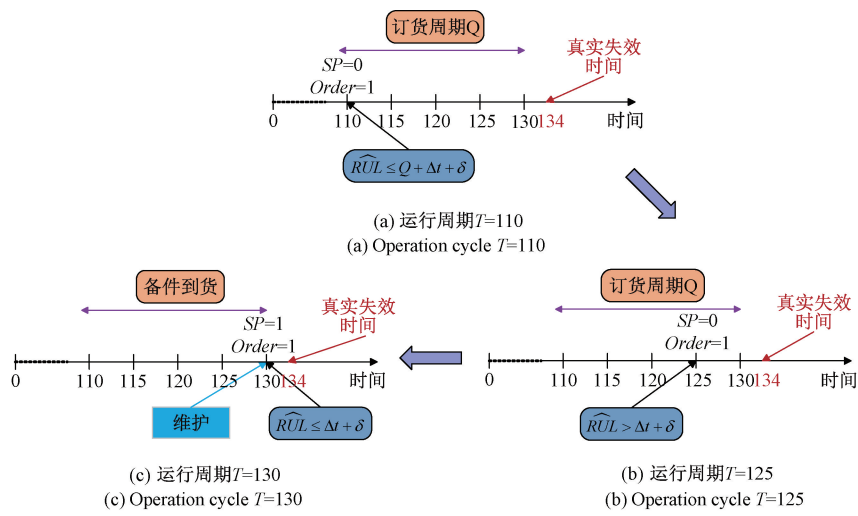 订货周期Q
真实失效
时间
SP=0
Order=1
0 110 115 120 125 130 134 时间
\widehat{RUL} ≤ Q + Δt + δ
(a) 运行周期T=110
(a) Operation cycle T=110
备件到货
真实失效
时间
SP=1
Order=1
0 110 115 120 125 130 134 时间
维护
\widehat{RUL} ≤ Δt + δ
(c) 运行周期T=130
(c) Operation cycle T=130
订货周期Q
真实失效
时间
SP=0
Order=1
0 110 115 120 125 130 134 时间
\widehat{RUL} > Δt + δ
(b) 运行周期T=125
(b) Operation cycle T=125